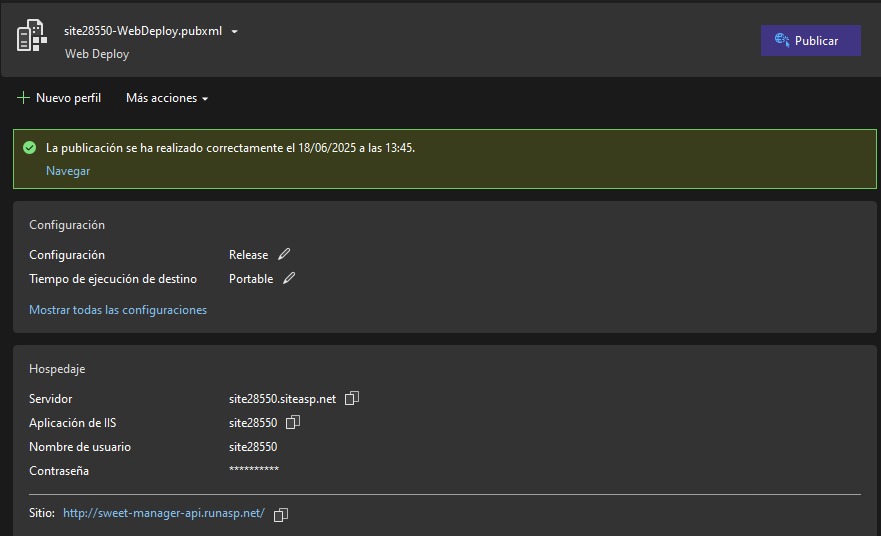 site28550-WebDeploy.pubxml
Web Deploy
Publicar
Nuevo perfil Más acciones
La publicación se ha realizado correctamente el 18/06/2025 a las 13:45.
Navegar
Configuración
Configuración Release
Tiempo de ejecución de destino Portable
Mostrar todas las configuraciones
Hospedaje
Servidor site28550.siteasp.net
Aplicación de IIS site28550
Nombre de usuario site28550
Contraseña **********
Sitio: http://sweet-manager-api.runasp.net/